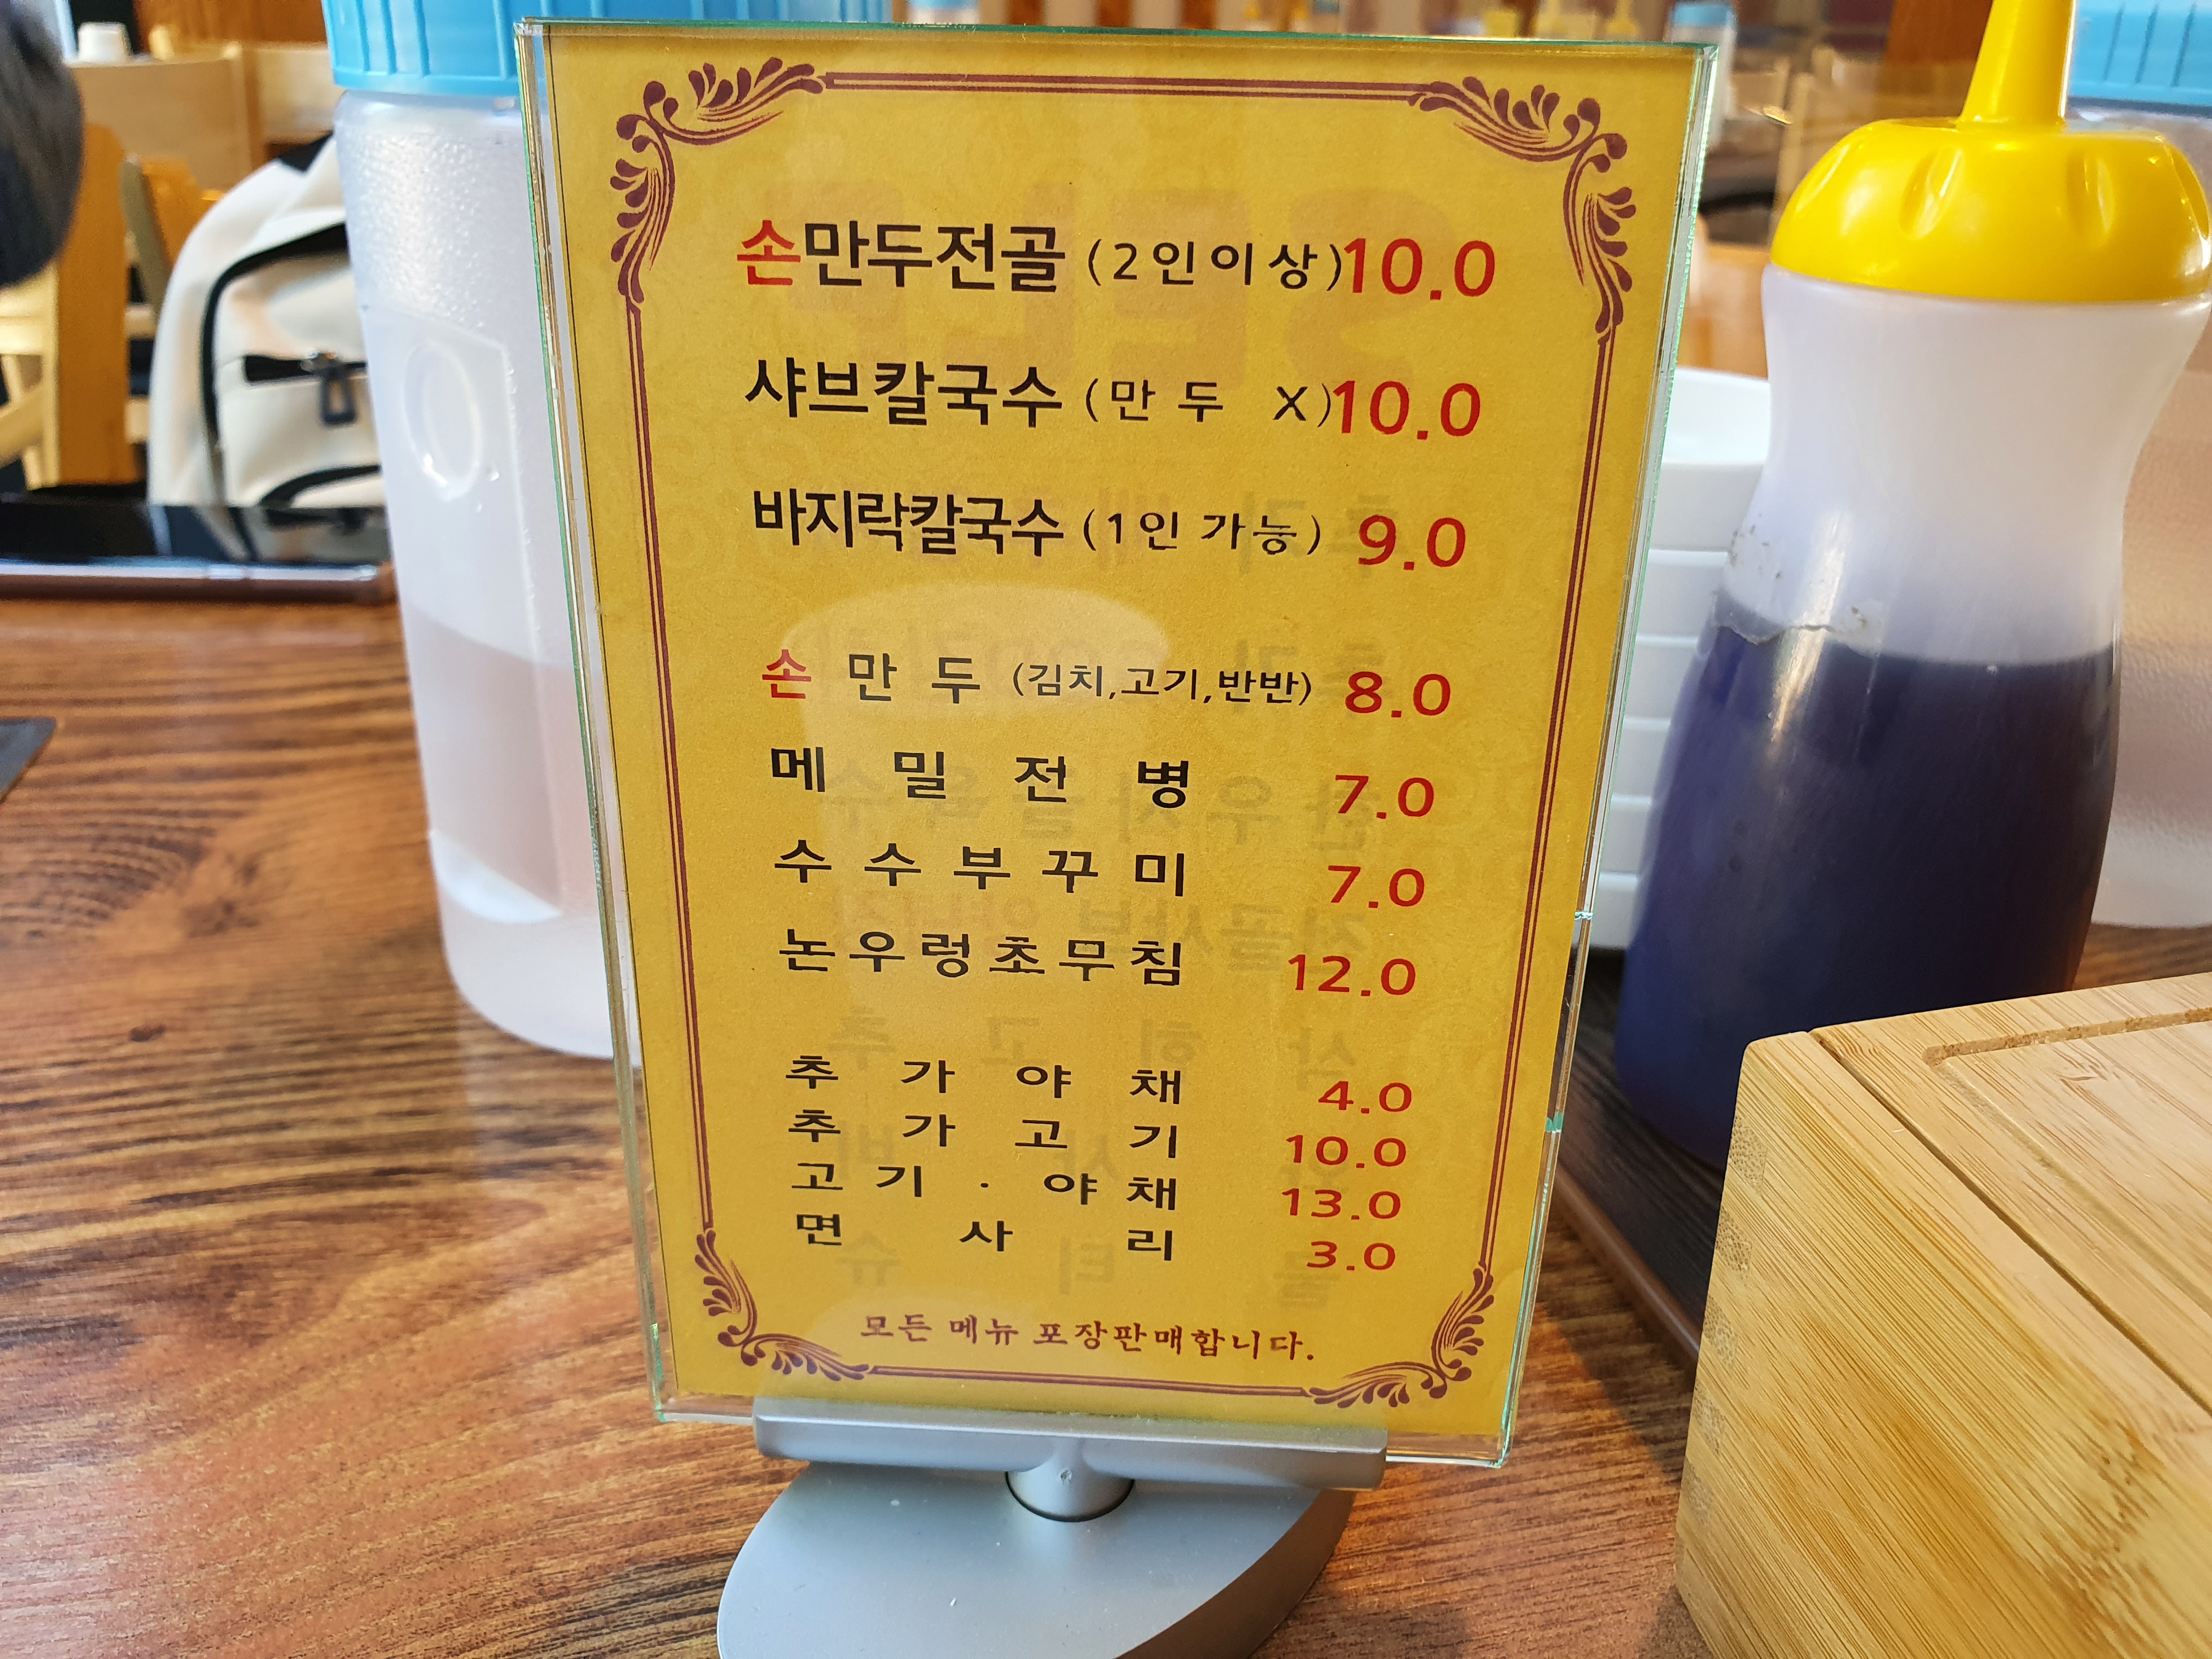 손만두전골 (2인이상) 10.0
샤브칼국수 (만두 X) 10.0
바지락칼국수 (1인 가능) 9.0
손만두 (김치,고기,반반) 8.0
메밀전병 7.0
수수부꾸미 7.0
논우렁초무침 12.0
추가야채 4.0
추가고기 10.0
고기·야채 13.0
면사리 3.0
모든 메뉴 포장판매합니다.